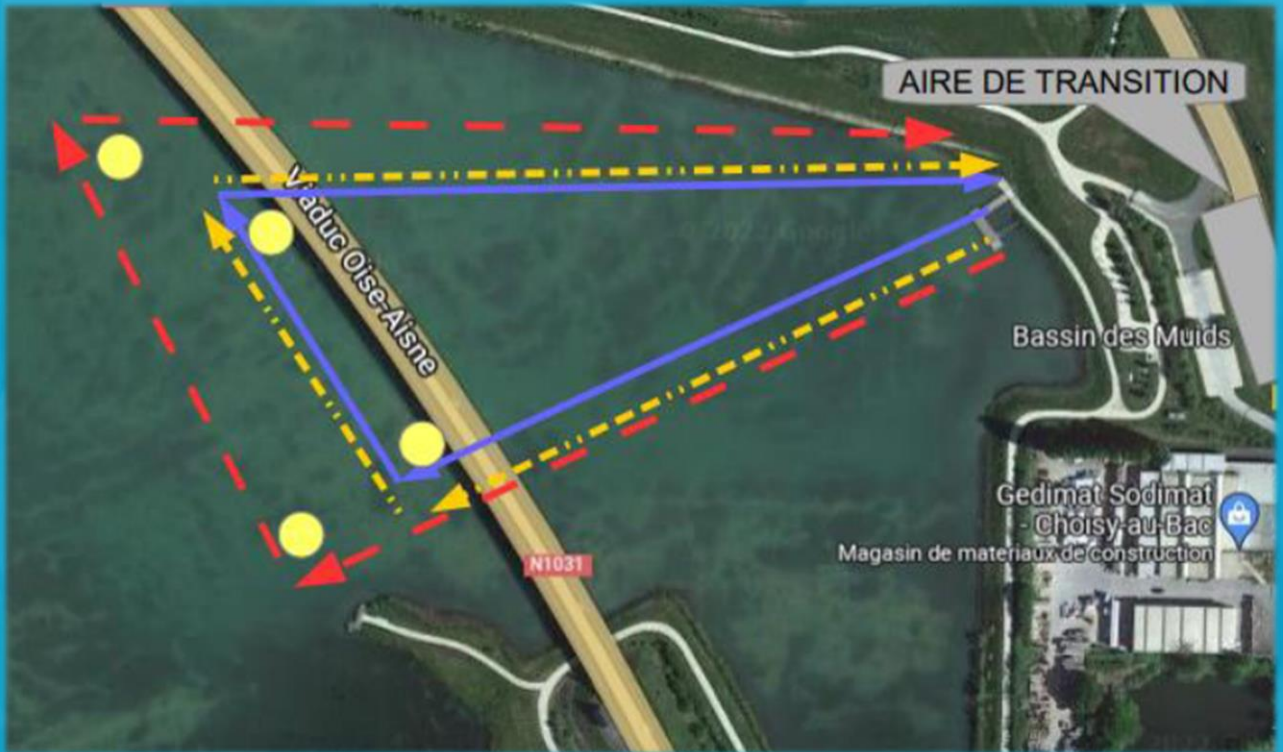 AIRE DE TRANSITION
Viaduc Oise-Aisne
Bassin des Muids
Gedimat Sodimat
- Choisy-au-Bac
Magasin de materiaux de construction
N1031